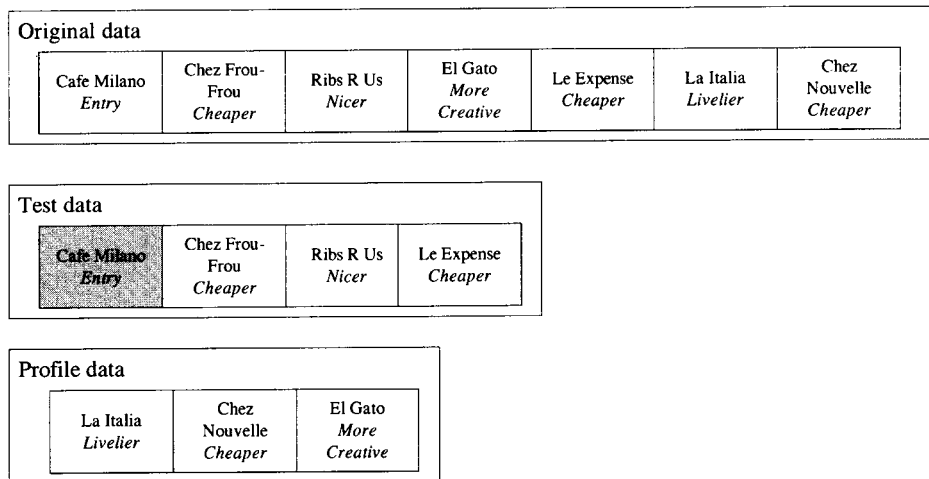 Original data
Cafe Milano
Entry
Chez Frou-
Frou
Cheaper
Ribs R Us
Nicer
El Gato
More
Creative
Le Expense
Cheaper
La Italia
Livelier
Chez
Nouvelle
Cheaper
Test data
Cafe Milano
Entry
Chez Frou-
Frou
Cheaper
Ribs R Us
Nicer
Le Expense
Cheaper
Profile data
La Italia
Livelier
Chez
Nouvelle
Cheaper
El Gato
More
Creative